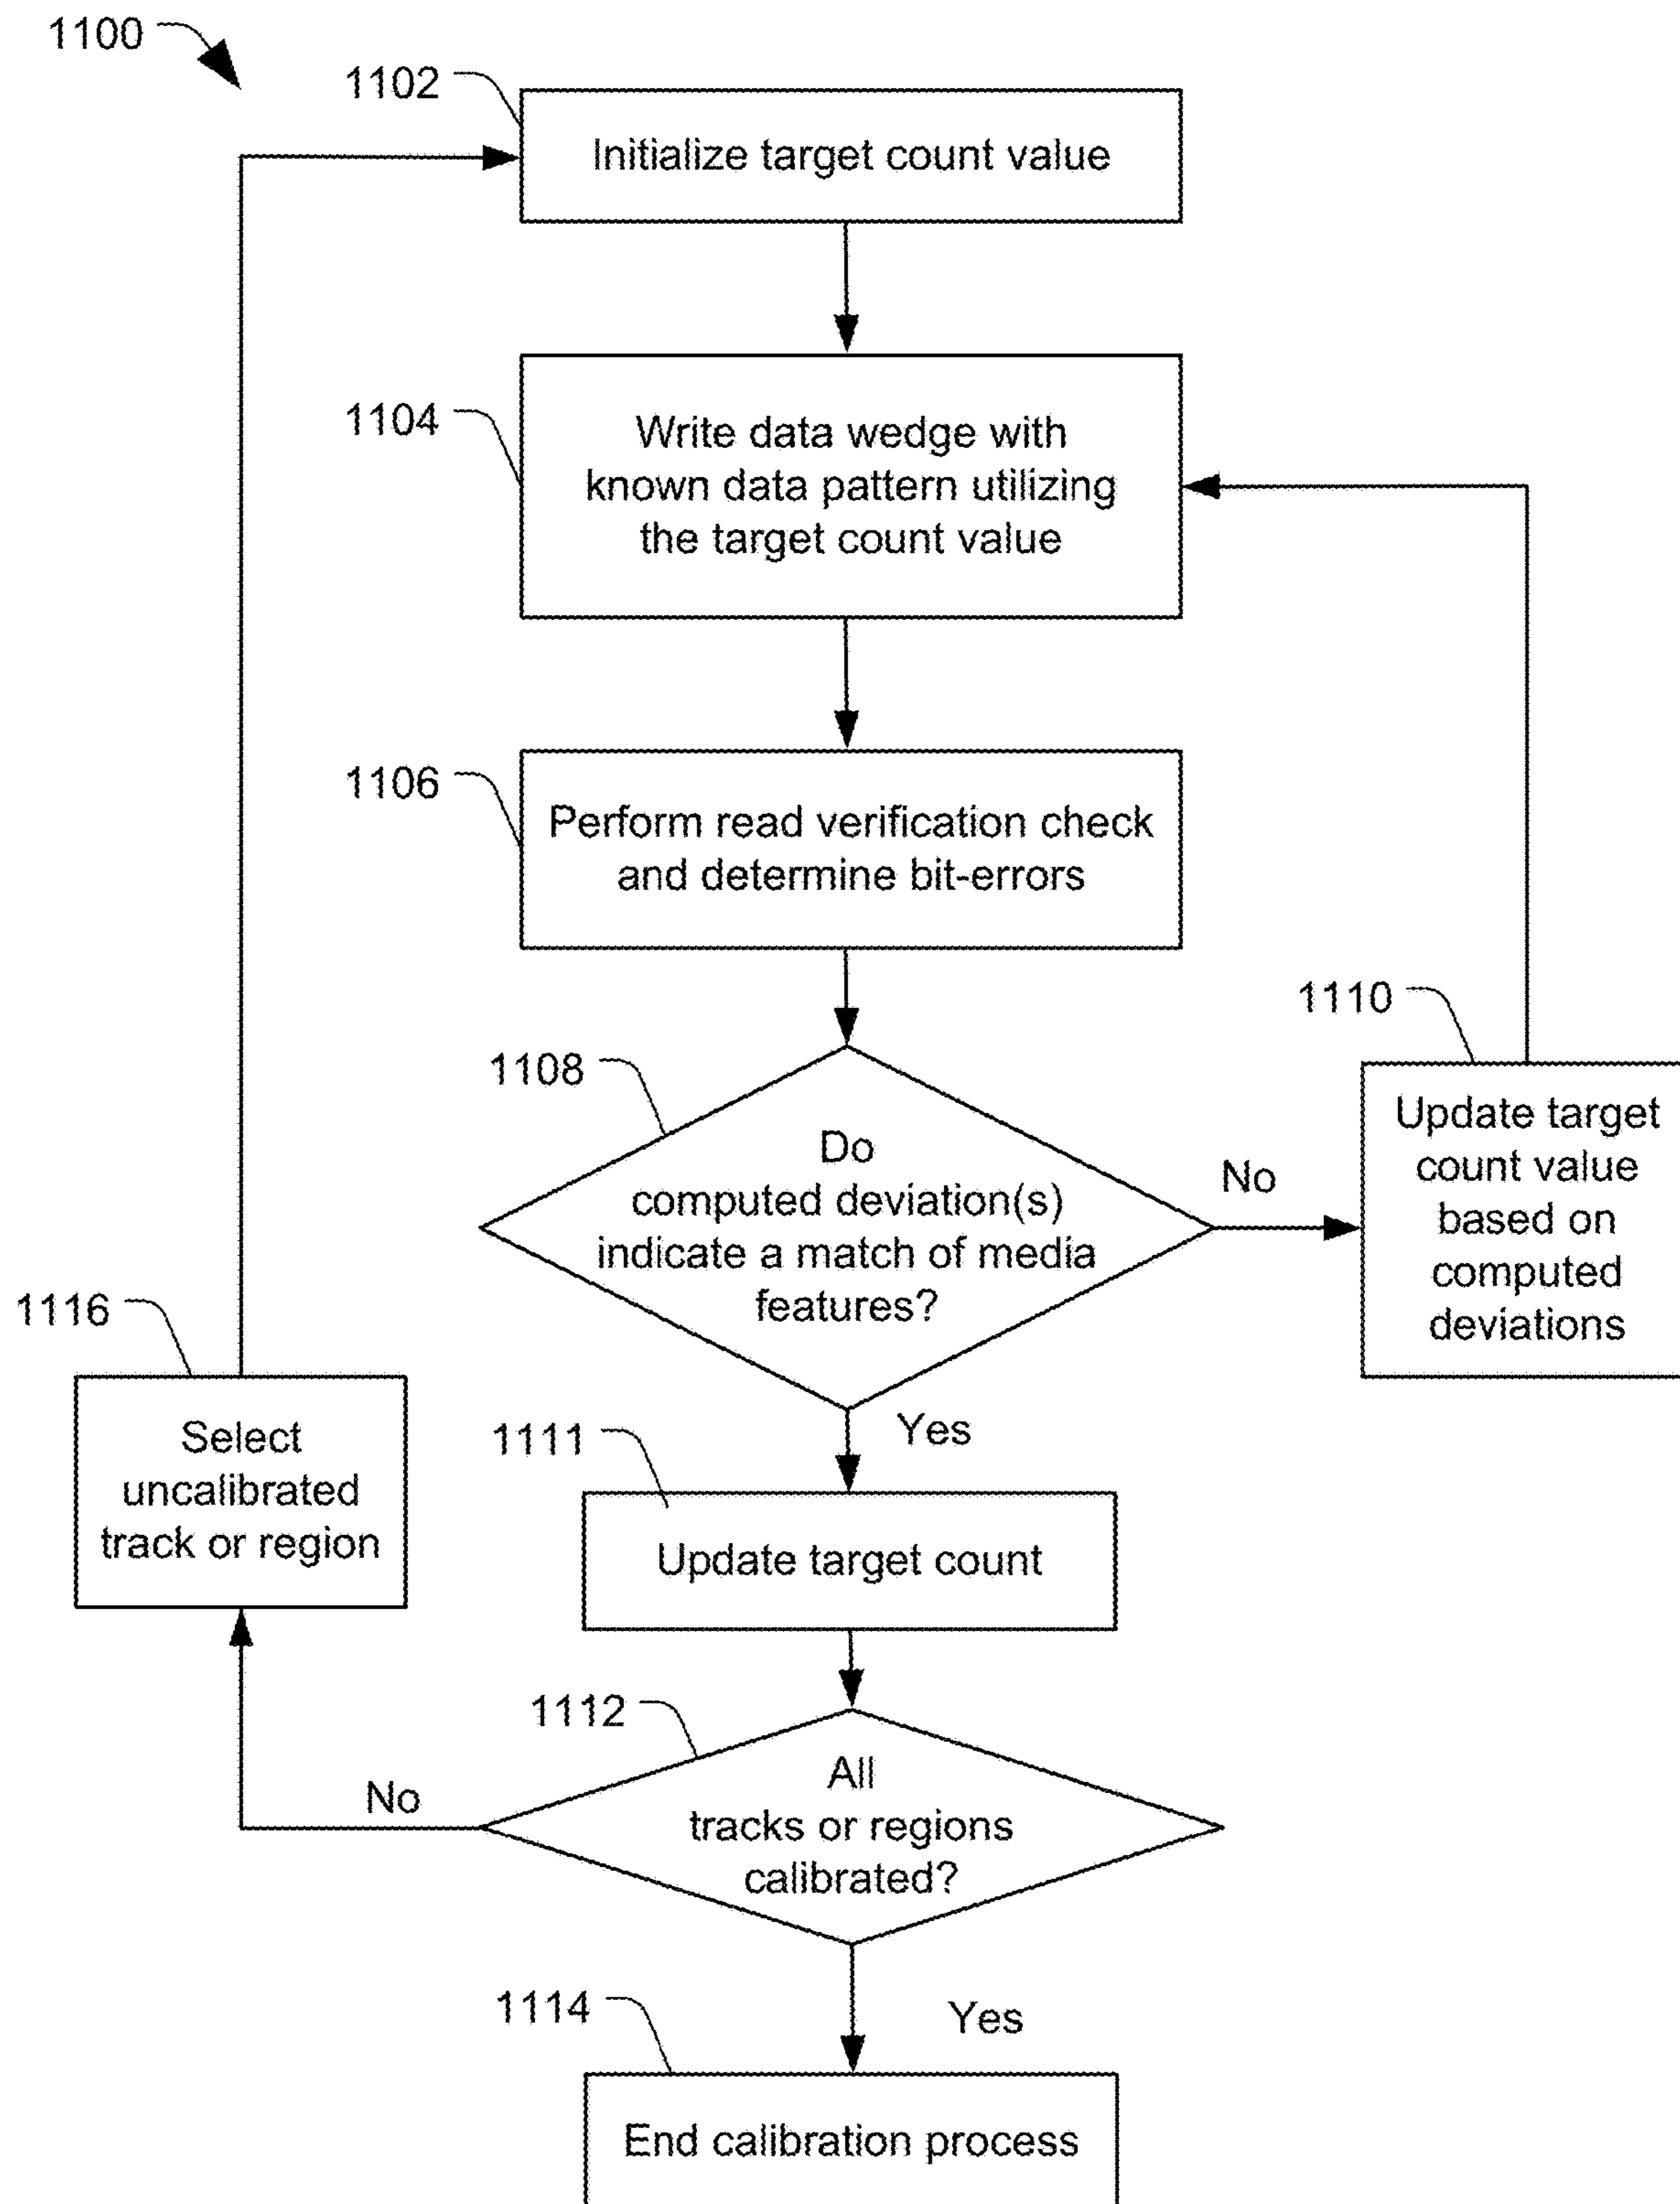 1100
1102
Initialize target count value
1104
Write data wedge with
known data pattern utilizing
the target count value
1106
Perform read verification check
and determine bit-errors
1108
Do
computed deviation(s)
indicate a match of media
features?
No
1110
Update target
count value
based on
computed
deviations
Yes
1111
Update target count
1116
Select
uncalibrated
track or region
1112
All
tracks or regions
calibrated?
No
Yes
1114
End calibration process